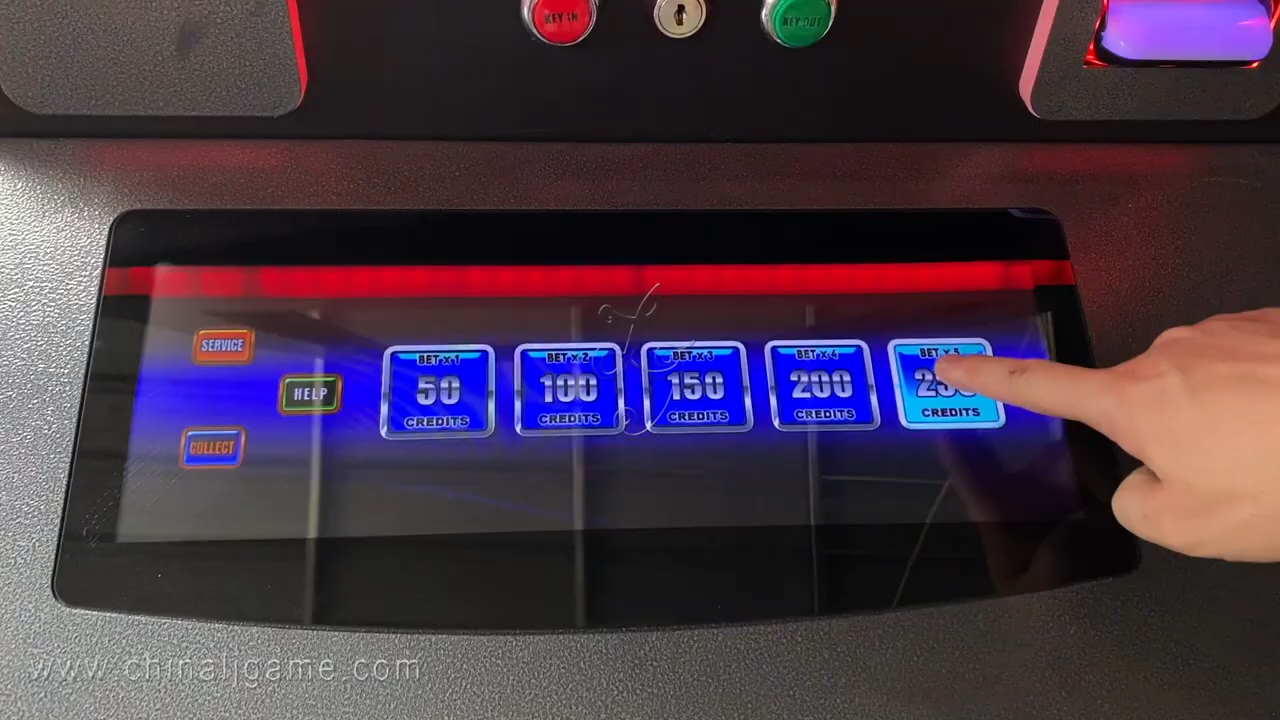 KEY IN
KEY OUT
SERVICE
HELP
COLLECT
BET x 1
50
CREDITS
BET x 2
100
CREDITS
BET x 3
150
CREDITS
BET x 4
200
CREDITS
BET x 5
CREDITS
www.chinaljgame.com